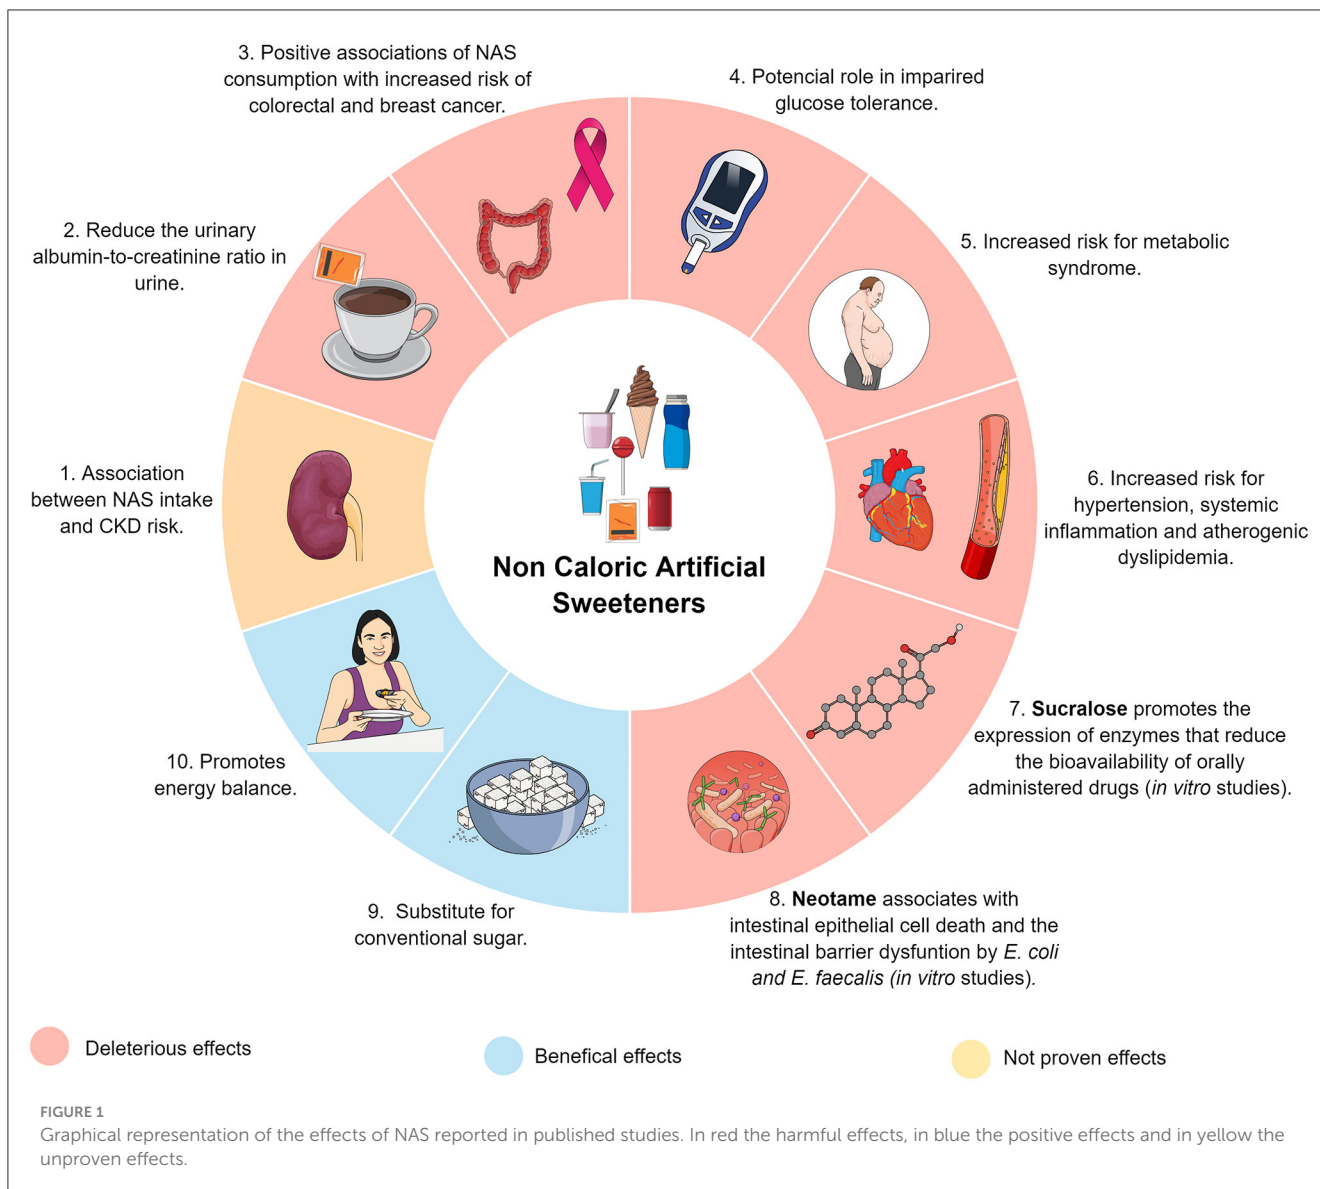 3. Positive associations of NAS
consumption with increased risk of
colorectal and breast cancer.
4. Potencial role in imparired
glucose tolerance.
2. Reduce the urinary
albumin-to-creatinine ratio in
urine.
5. Increased risk for metabolic
syndrome.
1. Association
between NAS intake
and CKD risk.
6. Increased risk for
hypertension, systemic
inflammation and atherogenic
dyslipidemia.
Non Caloric Artificial
Sweeteners
7. Sucralose promotes the
expression of enzymes that reduce
the bioavailability of orally
administered drugs (in vitro studies).
10. Promotes
energy balance.
8. Neotame associates with
intestinal epithelial cell death and the
intestinal barrier dysfuntion by E. coli
and E. faecalis (in vitro studies).
9. Substitute for
conventional sugar.
Deleterious effects
Benefical effects
Not proven effects
FIGURE 1
Graphical representation of the effects of NAS reported in published studies. In red the harmful effects, in blue the positive effects and in yellow the
unproven effects.